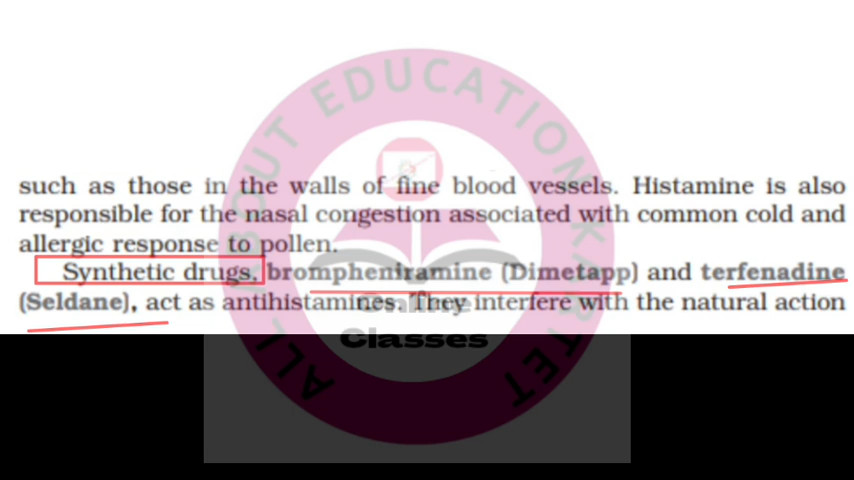 such as those in the walls of fine blood vessels. Histamine is also
responsible for the nasal congestion associated with common cold and
allergic response to pollen.
Synthetic drugs, brompheniramine (Dimetapp) and terfenadine
(Seldane), act as antihistamines. They interfere with the natural action
ALL ABOUT EDUCATION KARTET
Online
Classes